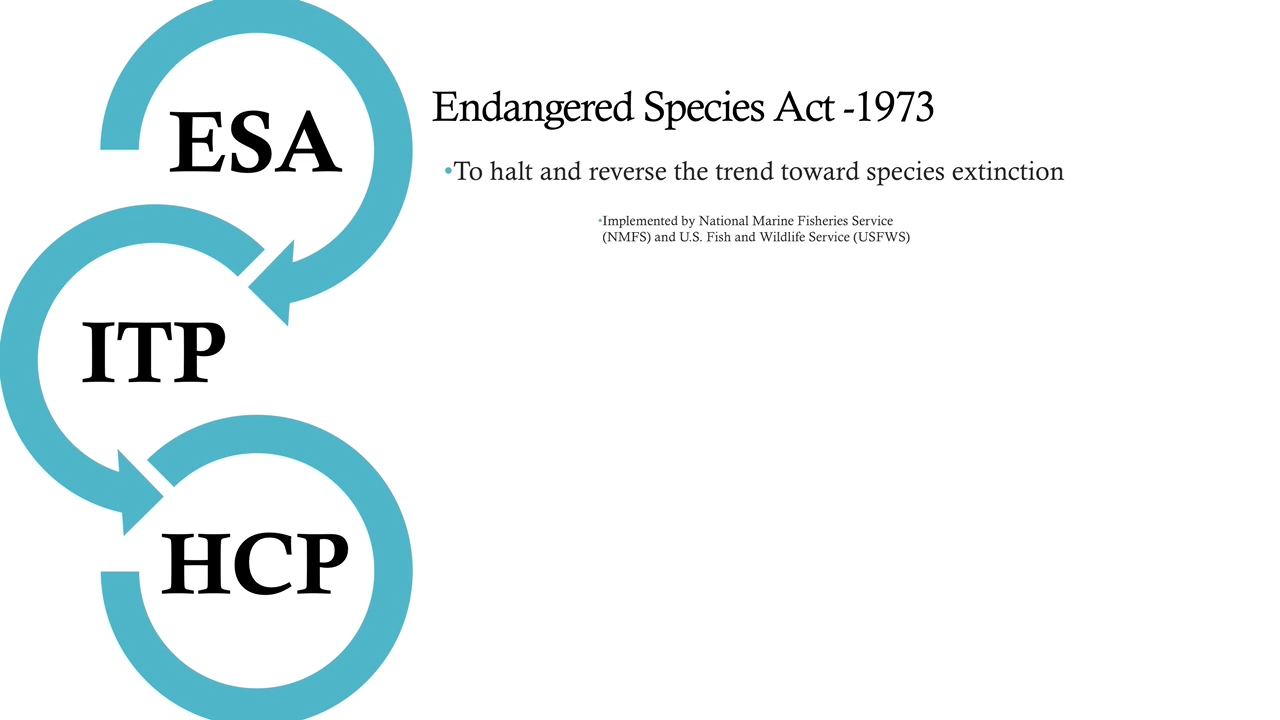 ESA
Endangered Species Act -1973
•To halt and reverse the trend toward species extinction
•Implemented by National Marine Fisheries Service
(NMFS) and U.S. Fish and Wildlife Service (USFWS)
ITP
HCP